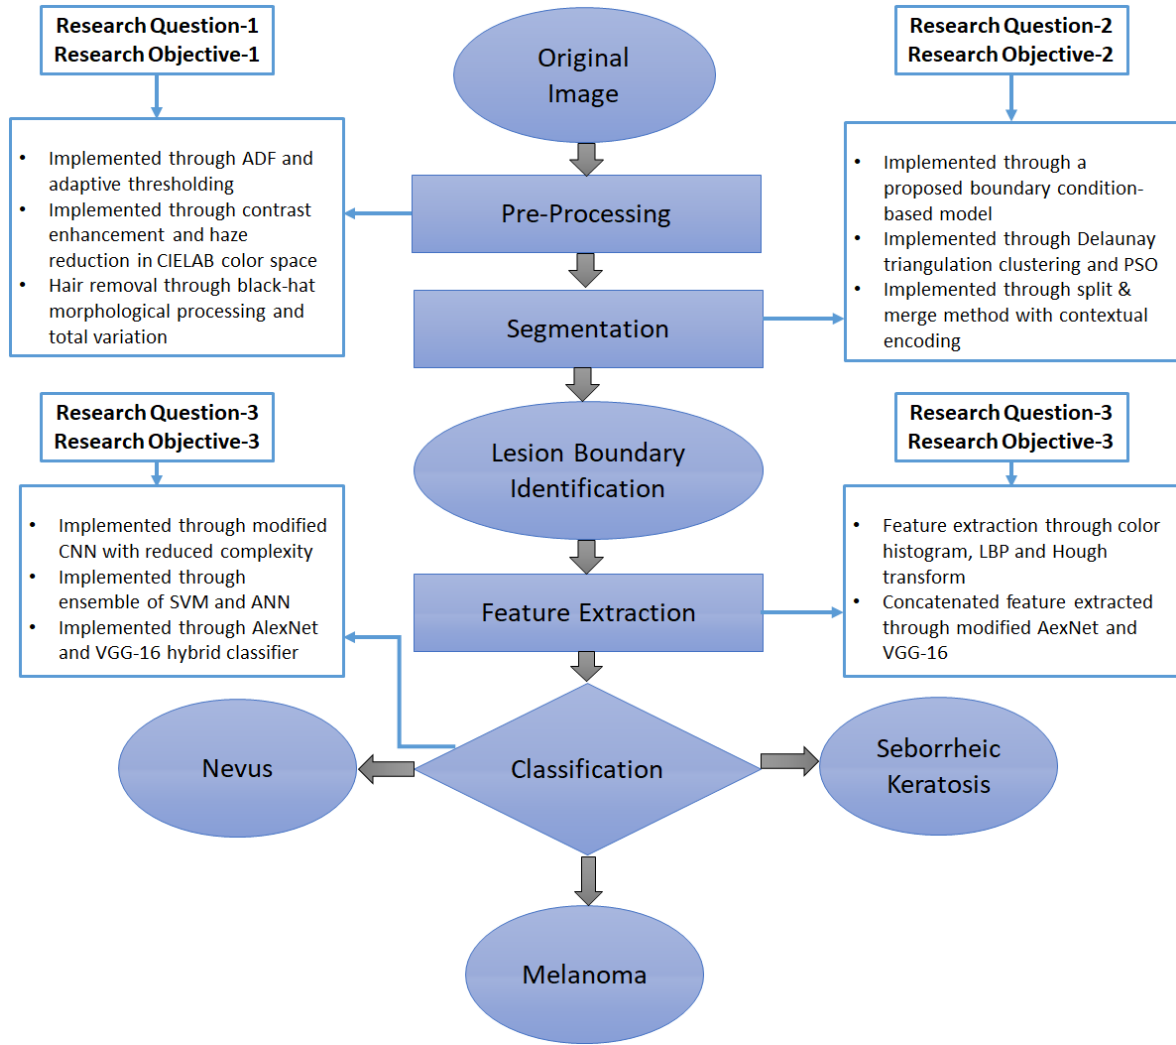 Research Question-1
Research Objective-1
Original
Image
Research Question-2
Research Objective-2
• Implemented through ADF and
adaptive thresholding
• Implemented through contrast
enhancement and haze
reduction in CIELAB color space
• Hair removal through black-hat
morphological processing and
total variation
Pre-Processing
• Implemented through a
proposed boundary condition-
based model
• Implemented through Delaunay
triangulation clustering and PSO
• Implemented through split &
merge method with contextual
encoding
Segmentation
Research Question-3
Research Objective-3
Lesion Boundary
Identification
Research Question-3
Research Objective-3
• Implemented through modified
CNN with reduced complexity
• Implemented through
ensemble of SVM and ANN
• Implemented through AlexNet
and VGG-16 hybrid classifier
Feature Extraction
• Feature extraction through color
histogram, LBP and Hough
transform
• Concatenated feature extracted
through modified AexNet and
VGG-16
Nevus
Classification
Seborrheic
Keratosis
Melanoma